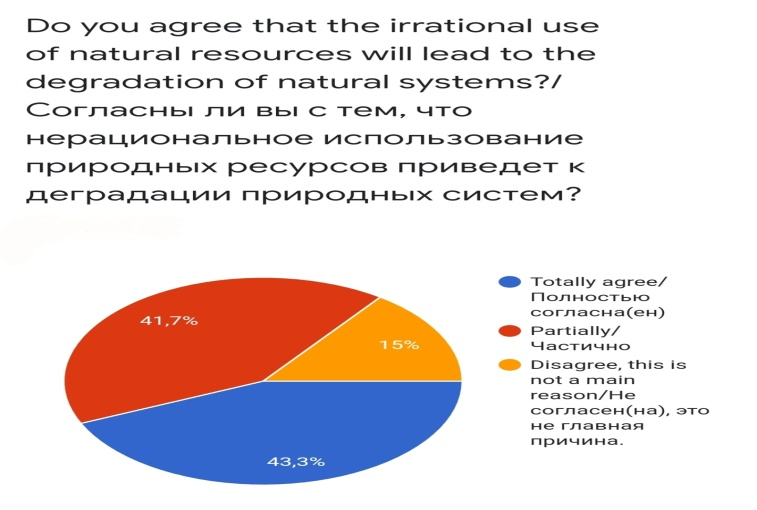 Do you agree that the irrational use
of natural resources will lead to the
degradation of natural systems?/
Согласны ли вы с тем, что
нерациональное использование
природных ресурсов приведет к
деградации природных систем?
41,7%
15%
43,3%
Totally agree/
Полностью
согласна(ен)
Partially/
Частично
Disagree, this is
not a main
reason/Не
согласен(на), это
не главная
причина.